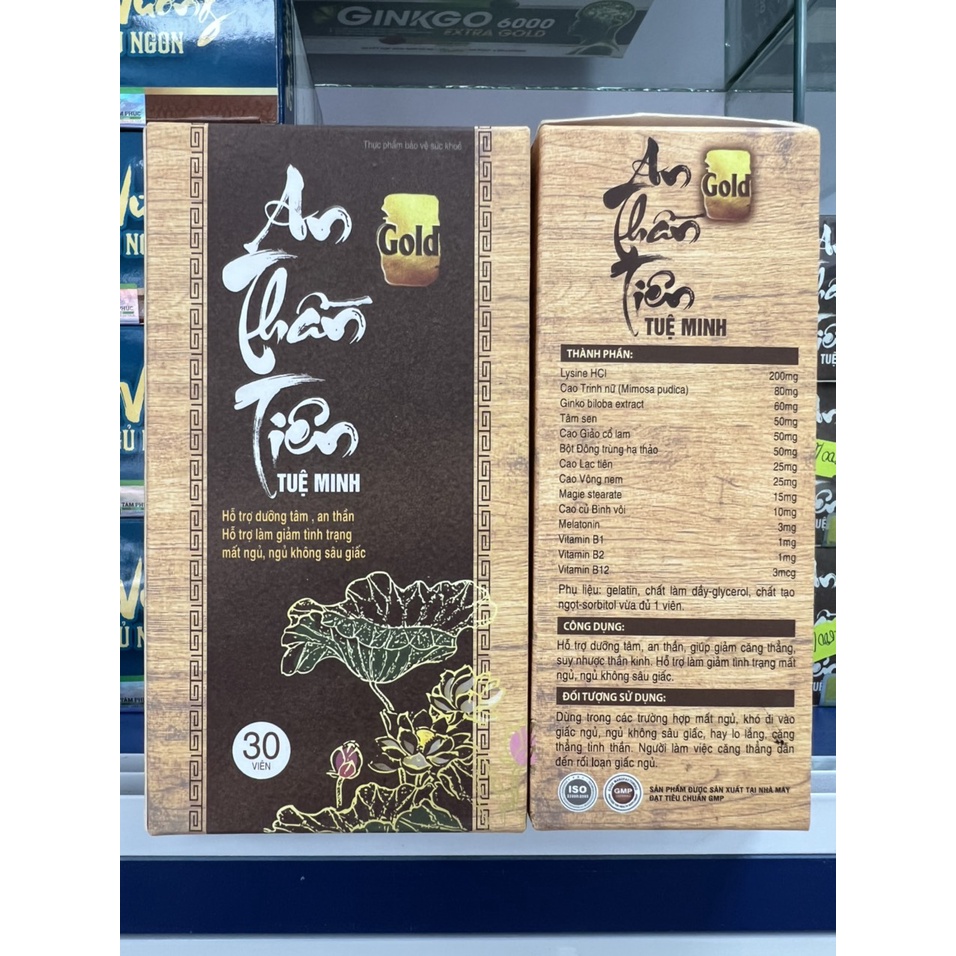 GINKGO 6000
EXTRA GOLD
NGON
Thực phẩm bảo vệ sức khoẻ
An
Thần
Tiên
Gold
TUỆ MINH
Hỗ trợ dưỡng tâm , an thần
Hỗ trợ làm giảm tình trạng
mất ngủ, ngủ không sâu giấc
30
VIÊN
An
Thần
Tiên
Gold
TUỆ MINH
THÀNH PHẦN:
Lysine HCl 200mg
Cao Trinh nữ (Mimosa pudica) 80mg
Ginko biloba extract 60mg
Tâm sen 50mg
Cao Giảo cổ lam 50mg
Bột Đông trùng hạ thảo 50mg
Cao Lạc tiên 25mg
Cao Vông nem 25mg
Magie stearate 15mg
Cao củ Bình vôi 10mg
Melatonin 3mg
Vitamin B1 1mg
Vitamin B2 1mg
Vitamin B12 3mcg
Phụ liệu: gelatin, chất làm dầy-glycerol, chất tạo
ngọt-sorbitol vừa đủ 1 viên.
CÔNG DỤNG:
Hỗ trợ dưỡng tâm, an thần, giúp giảm căng thẳng,
suy nhược thần kinh. Hỗ trợ làm giảm tình trạng mất
ngủ, ngủ không sâu giấc.
ĐỐI TƯỢNG SỬ DỤNG:
Dùng trong các trường hợp mất ngủ, khó đi vào
giấc ngủ, ngủ không sâu giấc, hay lo lắng, căng
thẳng tinh thần. Người làm việc căng thẳng dẫn
đến rối loạn giấc ngủ.
ISO
GMP
SẢN PHẨM ĐƯỢC SẢN XUẤT TẠI NHÀ MÁY
ĐẠT TIÊU CHUẨN GMP